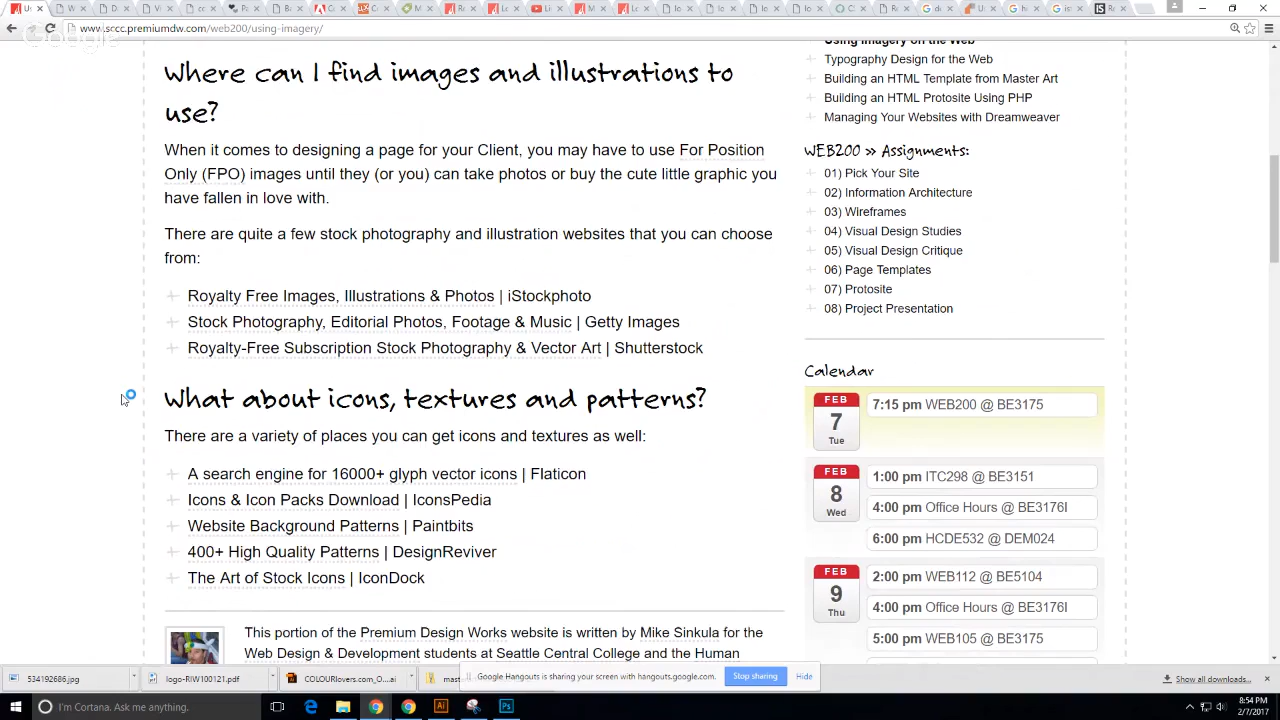 www.sccc.premiumdw.com/web200/using-imagery/
Google
Where can I find images and illustrations to
use?
When it comes to designing a page for your Client, you may have to use For Position
Only (FPO) images until they (or you) can take photos or buy the cute little graphic you
have fallen in love with.
There are quite a few stock photography and illustration websites that you can choose
from:
Royalty Free Images, Illustrations & Photos | iStockphoto
Stock Photography, Editorial Photos, Footage & Music | Getty Images
Royalty-Free Subscription Stock Photography & Vector Art | Shutterstock
What about icons, textures and patterns?
There are a variety of places you can get icons and textures as well:
A search engine for 16000+ glyph vector icons | Flaticon
Icons & Icon Packs Download | IconsPedia
Website Background Patterns | Paintbits
400+ High Quality Patterns | DesignReviver
The Art of Stock Icons | IconDock
This portion of the Premium Design Works website is written by Mike Sinkula for the
Web Design & Development students at Seattle Central College and the Human
Using Imagery on the Web
Typography Design for the Web
Building an HTML Template from Master Art
Building an HTML Protosite Using PHP
Managing Your Websites with Dreamweaver
WEB200 » Assignments:
01) Pick Your Site
02) Information Architecture
03) Wireframes
04) Visual Design Studies
05) Visual Design Critique
06) Page Templates
07) Protosite
08) Project Presentation
Calendar
FEB
7
Tue
7:15 pm WEB200 @ BE3175
FEB
8
Wed
1:00 pm ITC298 @ BE3151
4:00 pm Office Hours @ BE3176I
6:00 pm HCDE532 @ DEM024
FEB
9
Thu
2:00 pm WEB112 @ BE5104
4:00 pm Office Hours @ BE3176I
5:00 pm WEB105 @ BE3175
534192686.jpg
logo-RIW100121.pdf
COLOURlovers.com_O....ai
mast
Google Hangouts is sharing your screen with hangouts.google.com.
Stop sharing
Hide
Show all downloads...
I'm Cortana. Ask me anything.
8:54 PM
2/7/2017